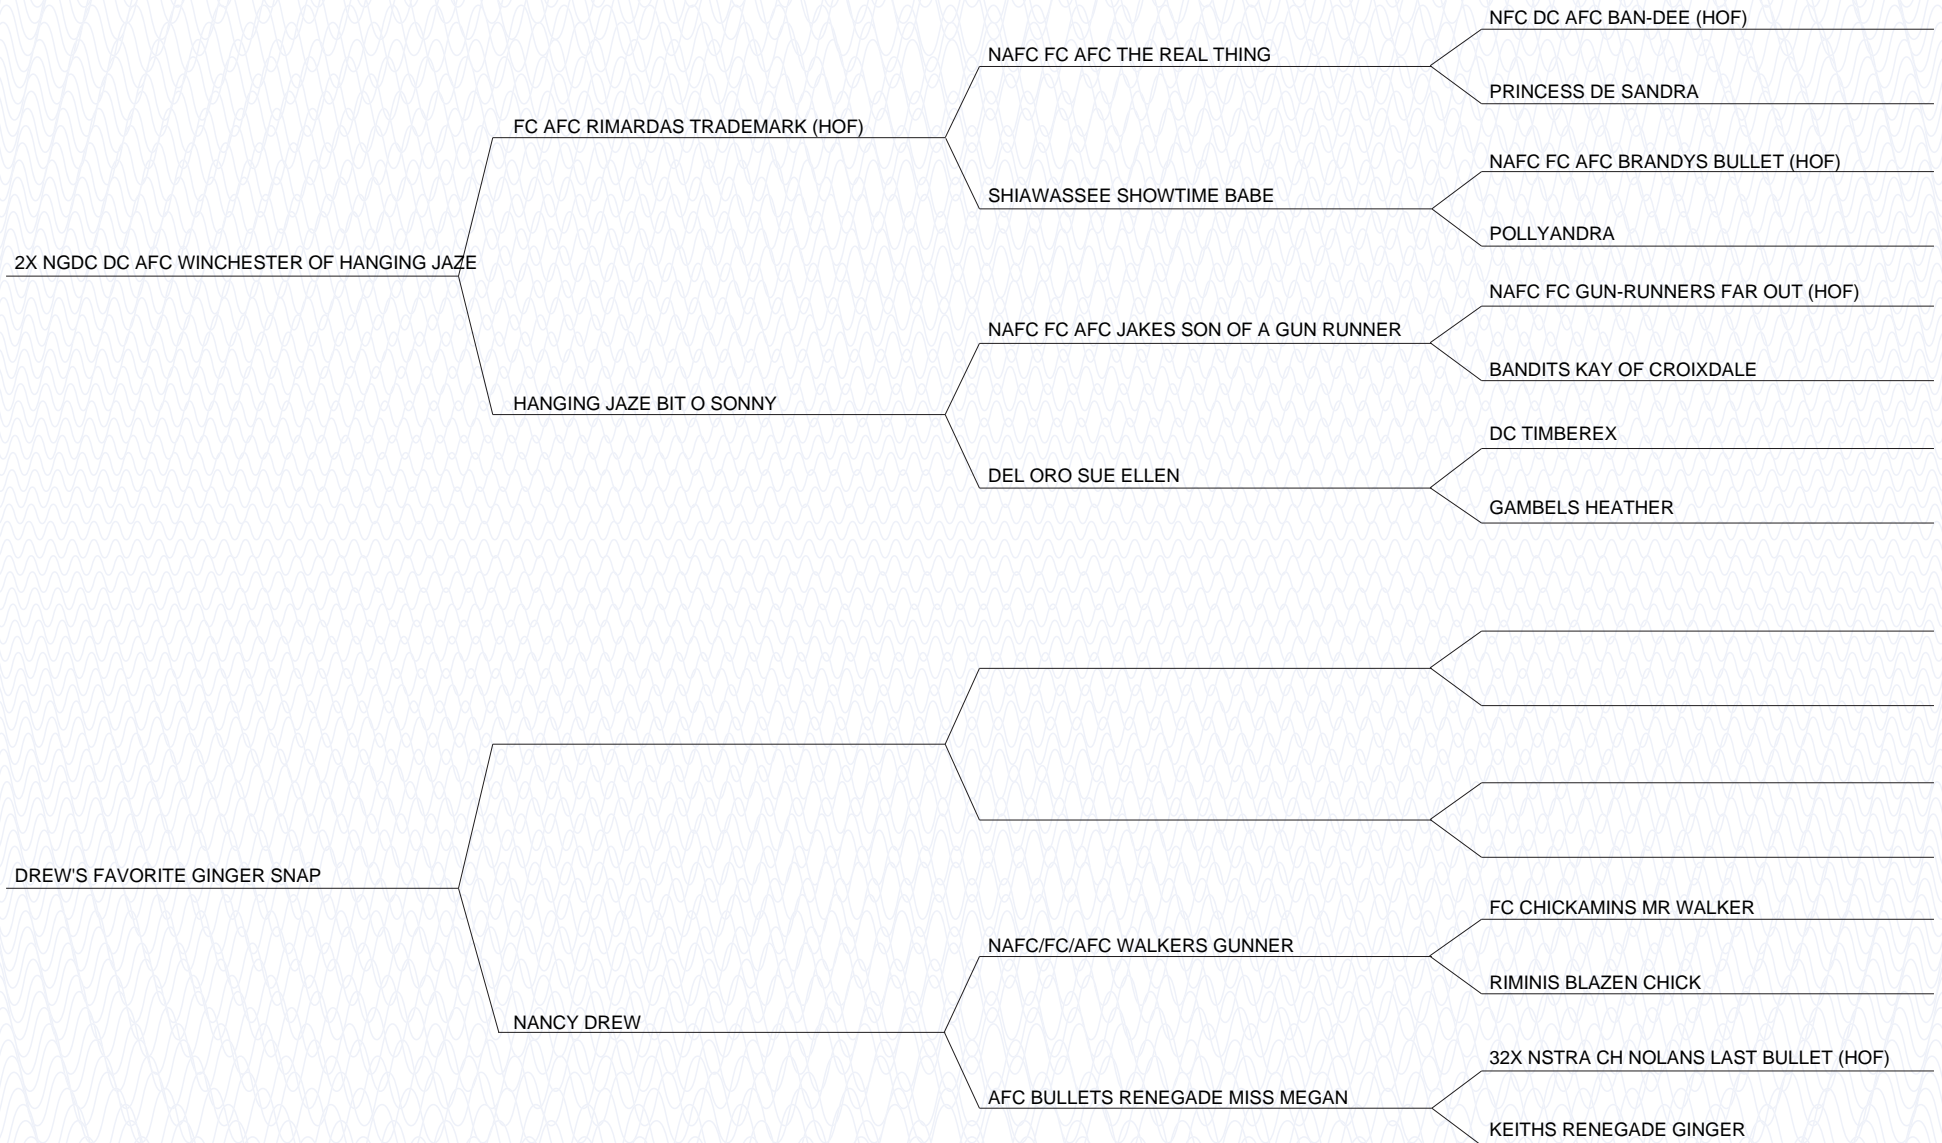 NFC DC AFC BAN-DEE (HOF)
NAFC FC AFC THE REAL THING
PRINCESS DE SANDRA
FC AFC RIMARDAS TRADEMARK (HOF)
NAFC FC AFC BRANDYS BULLET (HOF)
SHIAWASSEE SHOWTIME BABE
POLLYANDRA
2X NGDC DC AFC WINCHESTER OF HANGING JAZE
NAFC FC GUN-RUNNERS FAR OUT (HOF)
NAFC FC AFC JAKES SON OF A GUN RUNNER
BANDITS KAY OF CROIXDALE
HANGING JAZE BIT O SONNY
DC TIMBEREX
DEL ORO SUE ELLEN
GAMBELS HEATHER
DREW'S FAVORITE GINGER SNAP
FC CHICKAMINS MR WALKER
NAFC/FC/AFC WALKERS GUNNER
RIMINIS BLAZEN CHICK
NANCY DREW
32X NSTRA CH NOLANS LAST BULLET (HOF)
AFC BULLETS RENEGADE MISS MEGAN
KEITHS RENEGADE GINGER